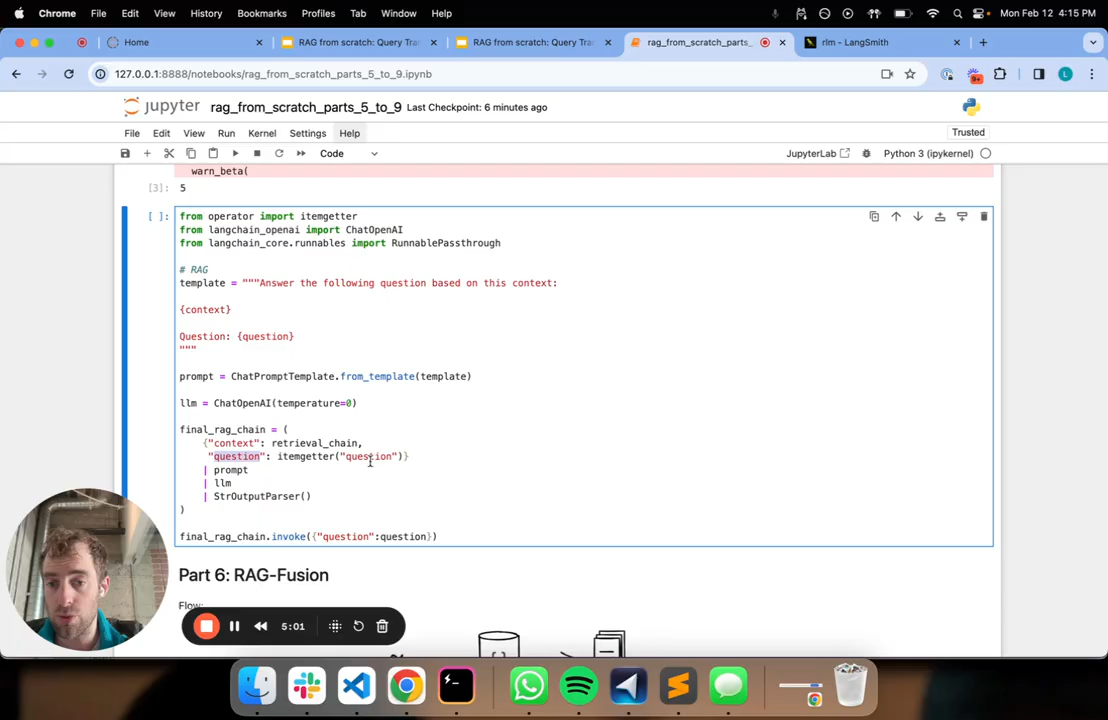 Chrome File Edit View History Bookmarks Profiles Tab Window Help Mon Feb 12 4:15 PM
Home RAG from scratch: Query Tra RAG from scratch: Query Tra rag_from_scratch_parts_ rlm - LangSmith
127.0.0.1:8888/notebooks/rag_from_scratch_parts_5_to_9.ipynb 9+ L
jupyter rag_from_scratch_parts_5_to_9 Last Checkpoint: 6 minutes ago
File Edit View Run Kernel Settings Help Trusted
Code JupyterLab Python 3 (ipykernel)
warn_beta(
[3]: 5
[ ]: from operator import itemgetter
from langchain_openai import ChatOpenAI
from langchain_core.runnables import RunnablePassthrough
# RAG
template = """Answer the following question based on this context:
{context}
Question: {question}
"""
prompt = ChatPromptTemplate.from_template(template)
llm = ChatOpenAI(temperature=0)
final_rag_chain = (
{"context": retrieval_chain,
"question": itemgetter("question")}
| prompt
| llm
| StrOutputParser()
)
final_rag_chain.invoke({"question":question})
Part 6: RAG-Fusion
Flow:
5:01